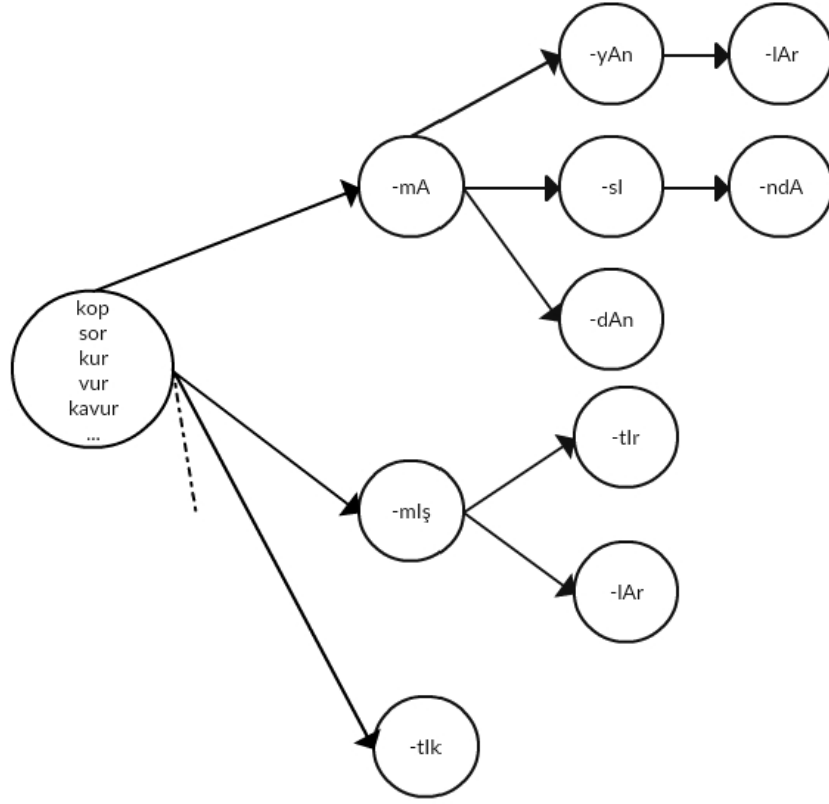 -yAn
-lAr
-mA
-sI
-ndA
-dAn
kop
sor
kur
vur
kavur
...
-tIr
-mIş
-lAr
-tIk